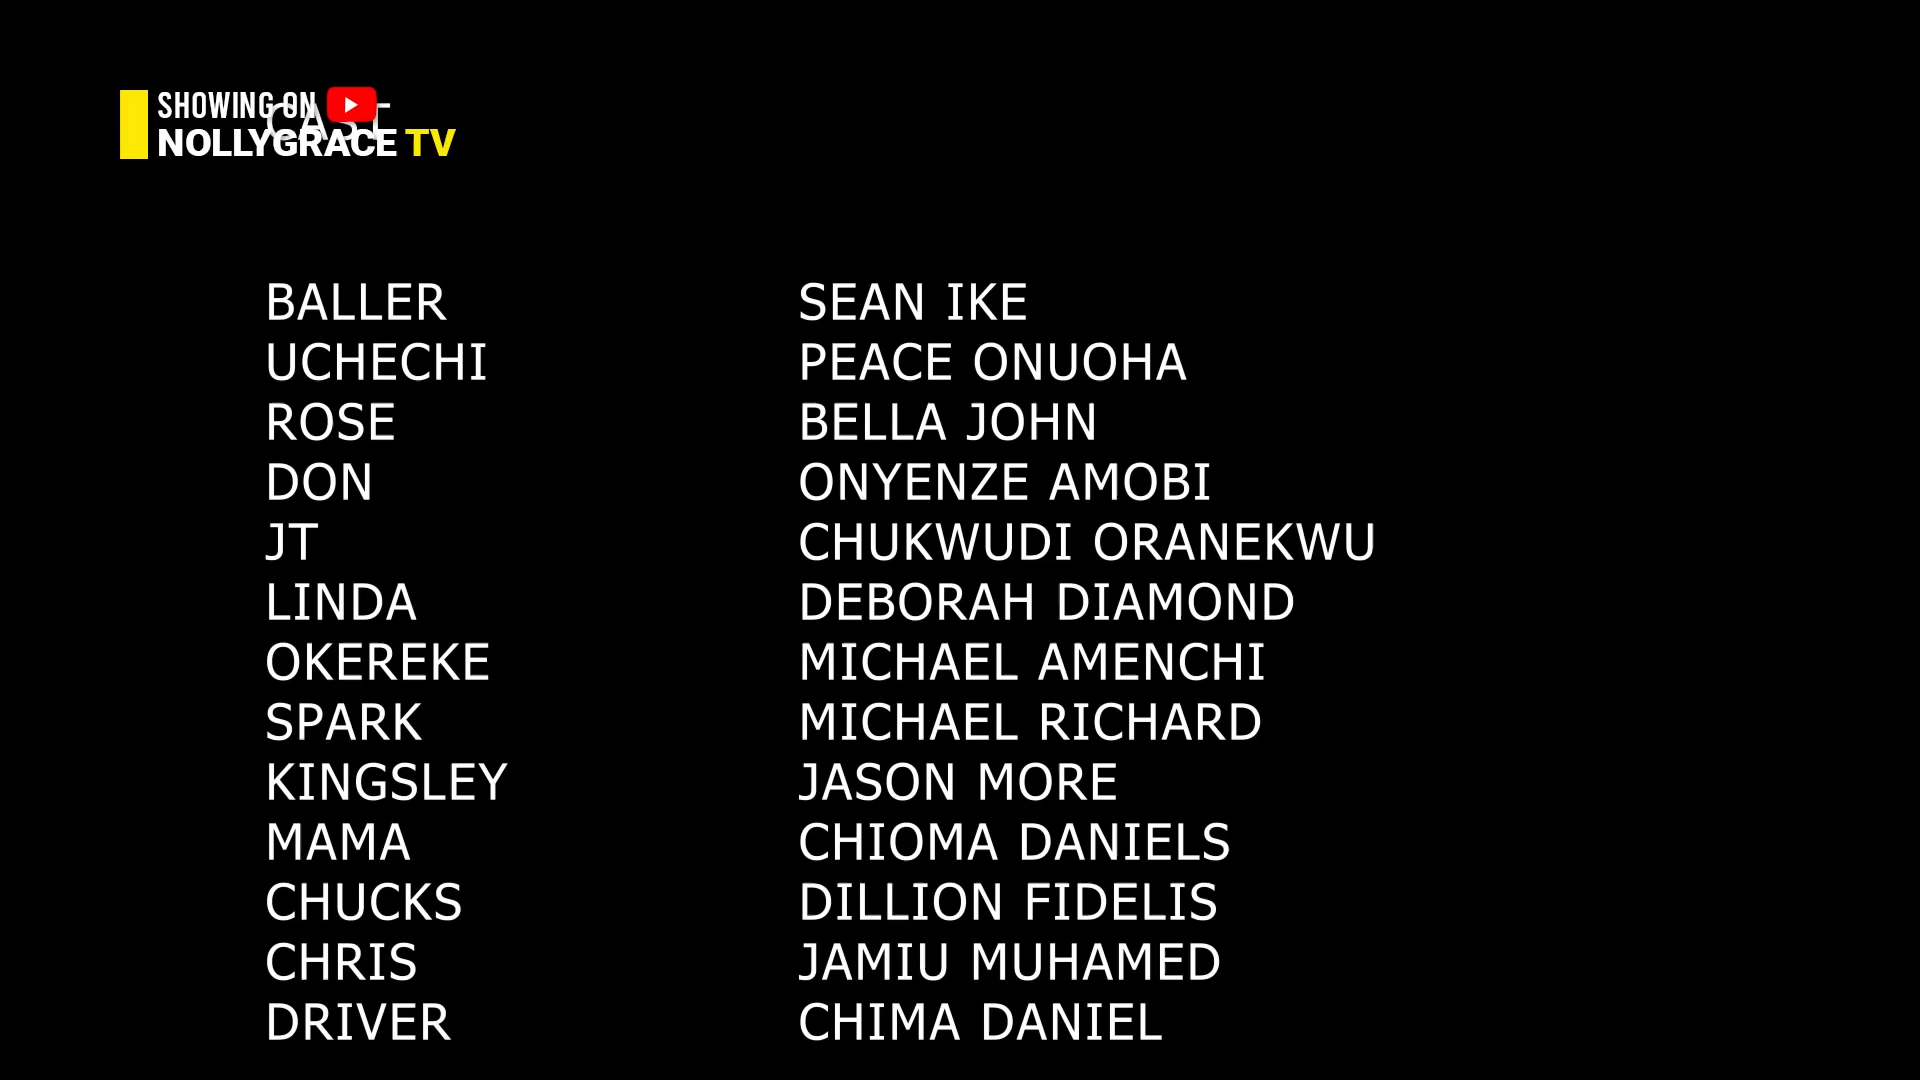 SHOWING ON
NOLLYGRACE TV
CAST
BALLER SEAN IKE
UCHECHI PEACE ONUOHA
ROSE BELLA JOHN
DON ONYENZE AMOBI
JT CHUKWUDI ORANEKWU
LINDA DEBORAH DIAMOND
OKEREKE MICHAEL AMENCHI
SPARK MICHAEL RICHARD
KINGSLEY JASON MORE
MAMA CHIOMA DANIELS
CHUCKS DILLION FIDELIS
CHRIS JAMIU MUHAMED
DRIVER CHIMA DANIEL